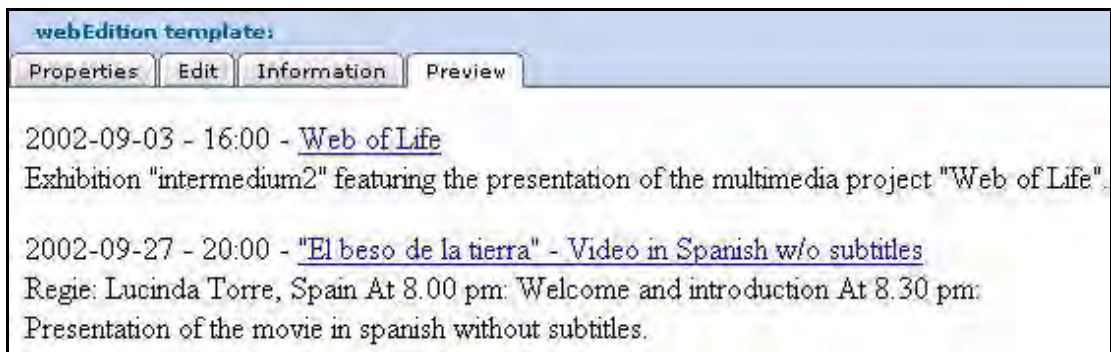 webEdition template:
Properties Edit Information Preview
2002-09-03 - 16:00 - Web of Life
Exhibition "intermedium2" featuring the presentation of the multimedia project "Web of Life".
2002-09-27 - 20:00 - "El beso de la tierra" - Video in Spanish w/o subtitles
Regie: Lucinda Torre, Spain At 8.00 pm: Welcome and introduction At 8.30 pm:
Presentation of the movie in spanish without subtitles.